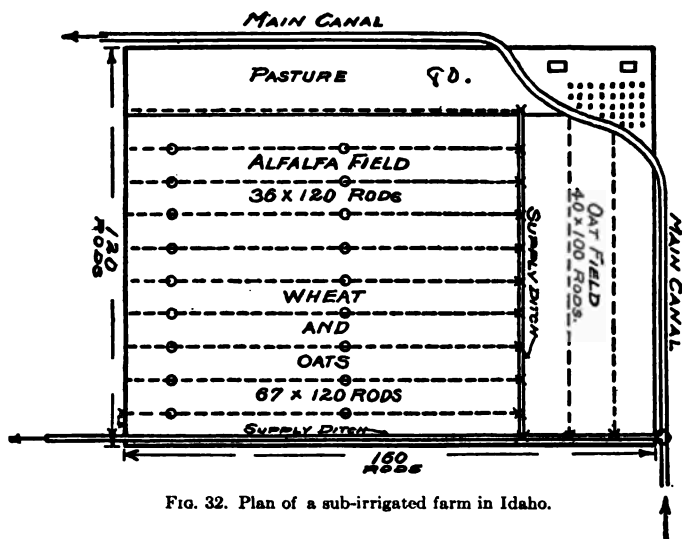 MAIN CANAL
PASTURE
ALFALFA FIELD
36 X 120 RODS
120
RODS
SUPPLY DITCH
OAT FIELD
40 X 100 RODS.
MAIN CANAL
WHEAT
AND
OATS
67 X 120 RODS
SUPPLY DITCH
160
RODS
FIG. 32. Plan of a sub-irrigated farm in Idaho.